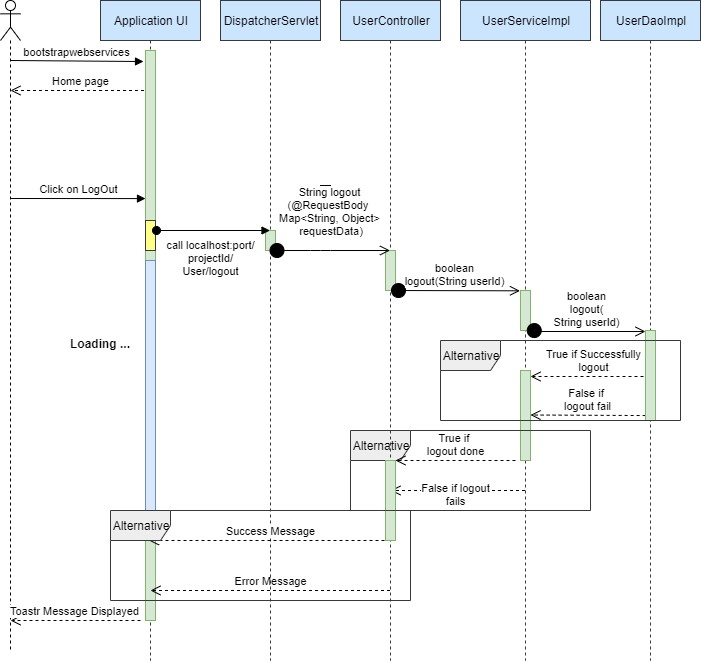 Application UI
DispatcherServlet
UserController
UserServiceImpl
UserDaoImpl
bootstrapwebservices
Home page
Click on LogOut
String logout
(@RequestBody
Map<String, Object>
requestData)
call localhost:port/
projectId/
User/logout
boolean
logout(String userId)
boolean
logout(
String userId)
Loading ...
Alternative
True if Successfully
logout
False if
logout fail
Alternative
True if
logout done
False if logout
fails
Alternative
Success Message
Error Message
Toastr Message Displayed